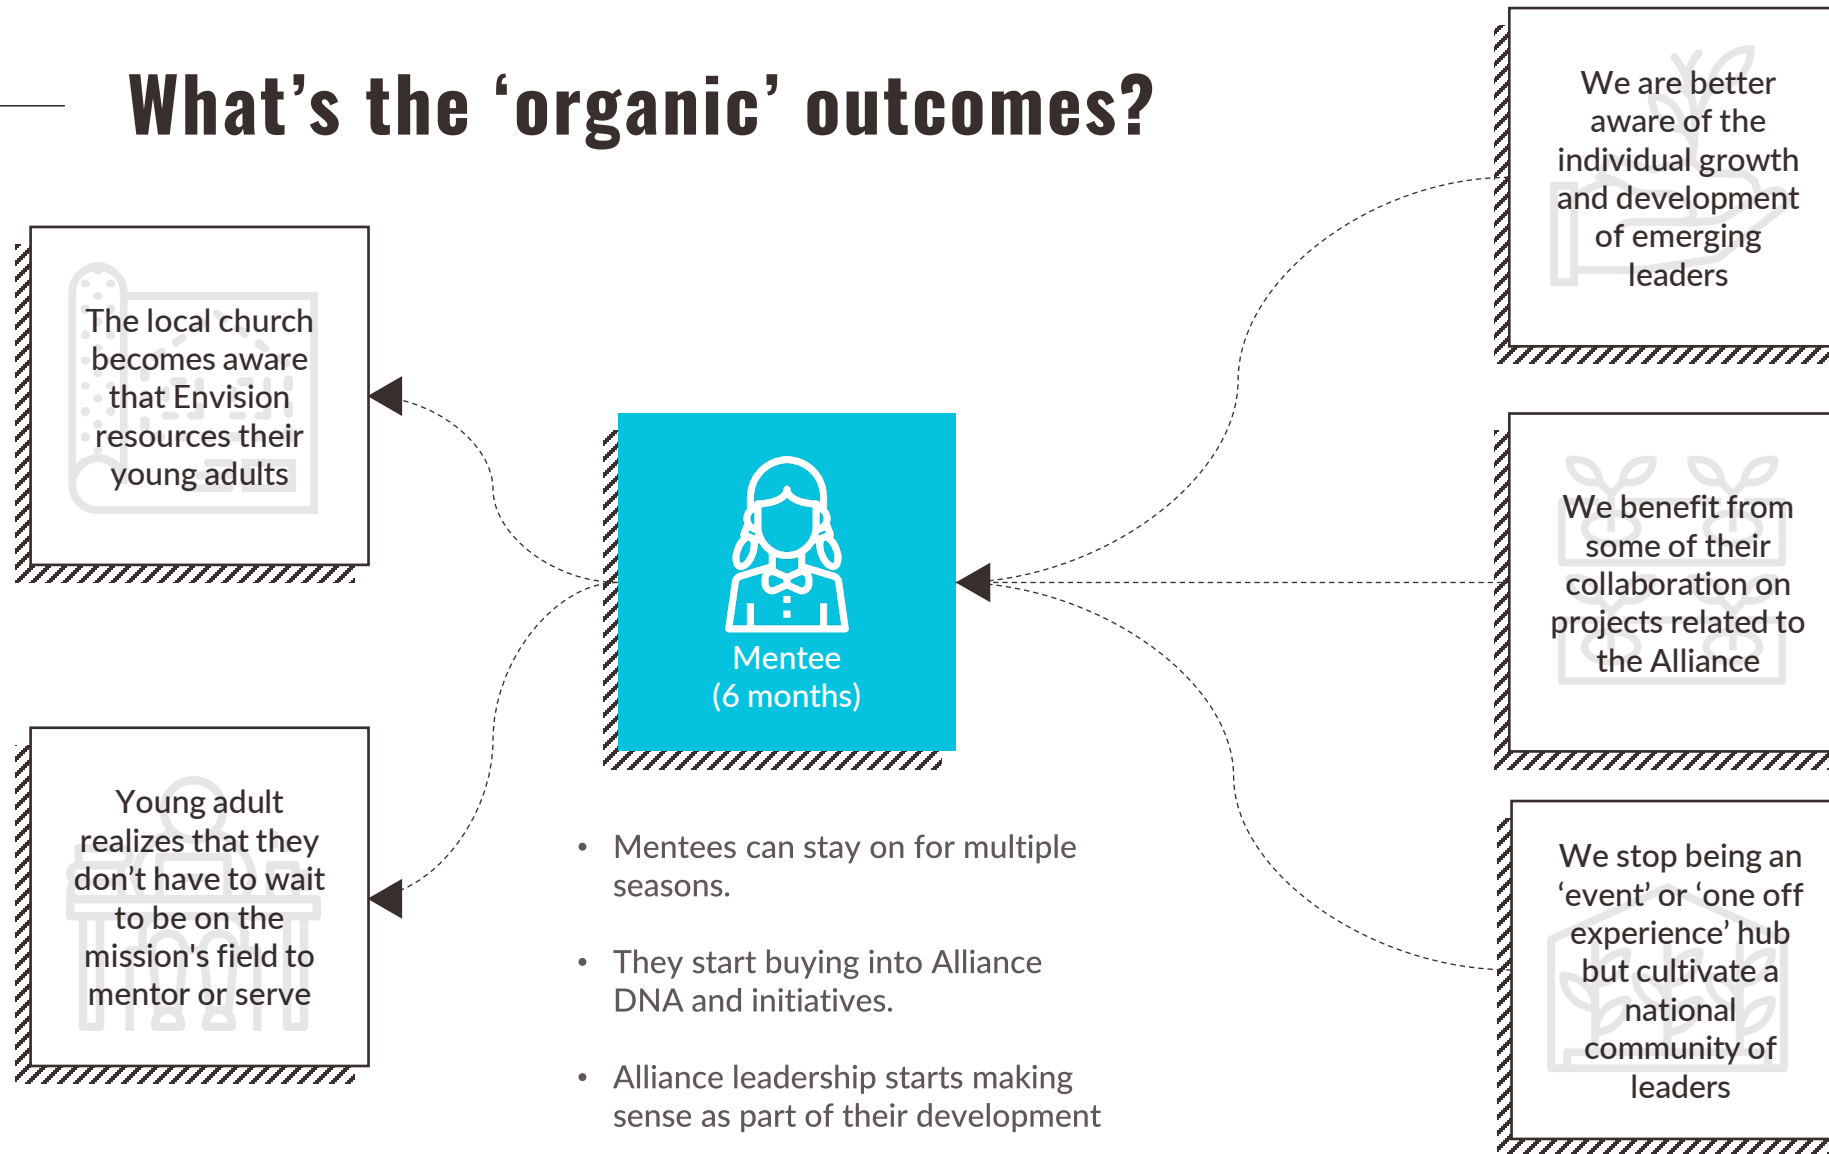 What’s the ‘organic’ outcomes?
The local church
becomes aware
that Envision
resources their
young adults
Young adult
realizes that they
don’t have to wait
to be on the
mission's field to
mentor or serve
Mentee
(6 months)
• Mentees can stay on for multiple
seasons.
• They start buying into Alliance
DNA and initiatives.
• Alliance leadership starts making
sense as part of their development
We are better
aware of the
individual growth
and development
of emerging
leaders
We benefit from
some of their
collaboration on
projects related to
the Alliance
We stop being an
‘event’ or ‘one off
experience’ hub
but cultivate a
national
community of
leaders